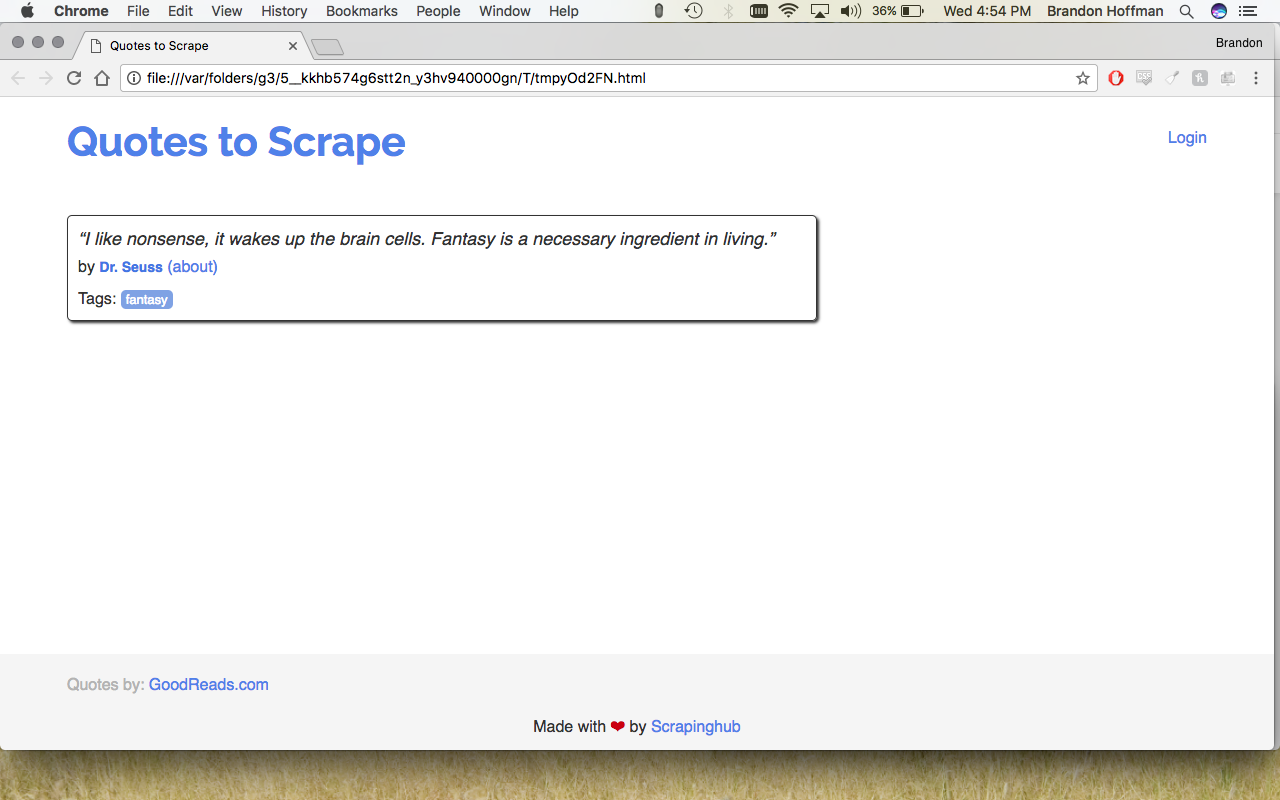 Chrome File Edit View History Bookmarks People Window Help 36% Wed 4:54 PM Brandon Hoffman
Quotes to Scrape Brandon
file:///var/folders/g3/5__kkhb574g6stt2n_y3hv940000gn/T/tmpyOd2FN.html
Quotes to Scrape Login
“I like nonsense, it wakes up the brain cells. Fantasy is a necessary ingredient in living.”
by Dr. Seuss (about)
Tags: fantasy
Quotes by: GoodReads.com
Made with ❤ by Scrapinghub